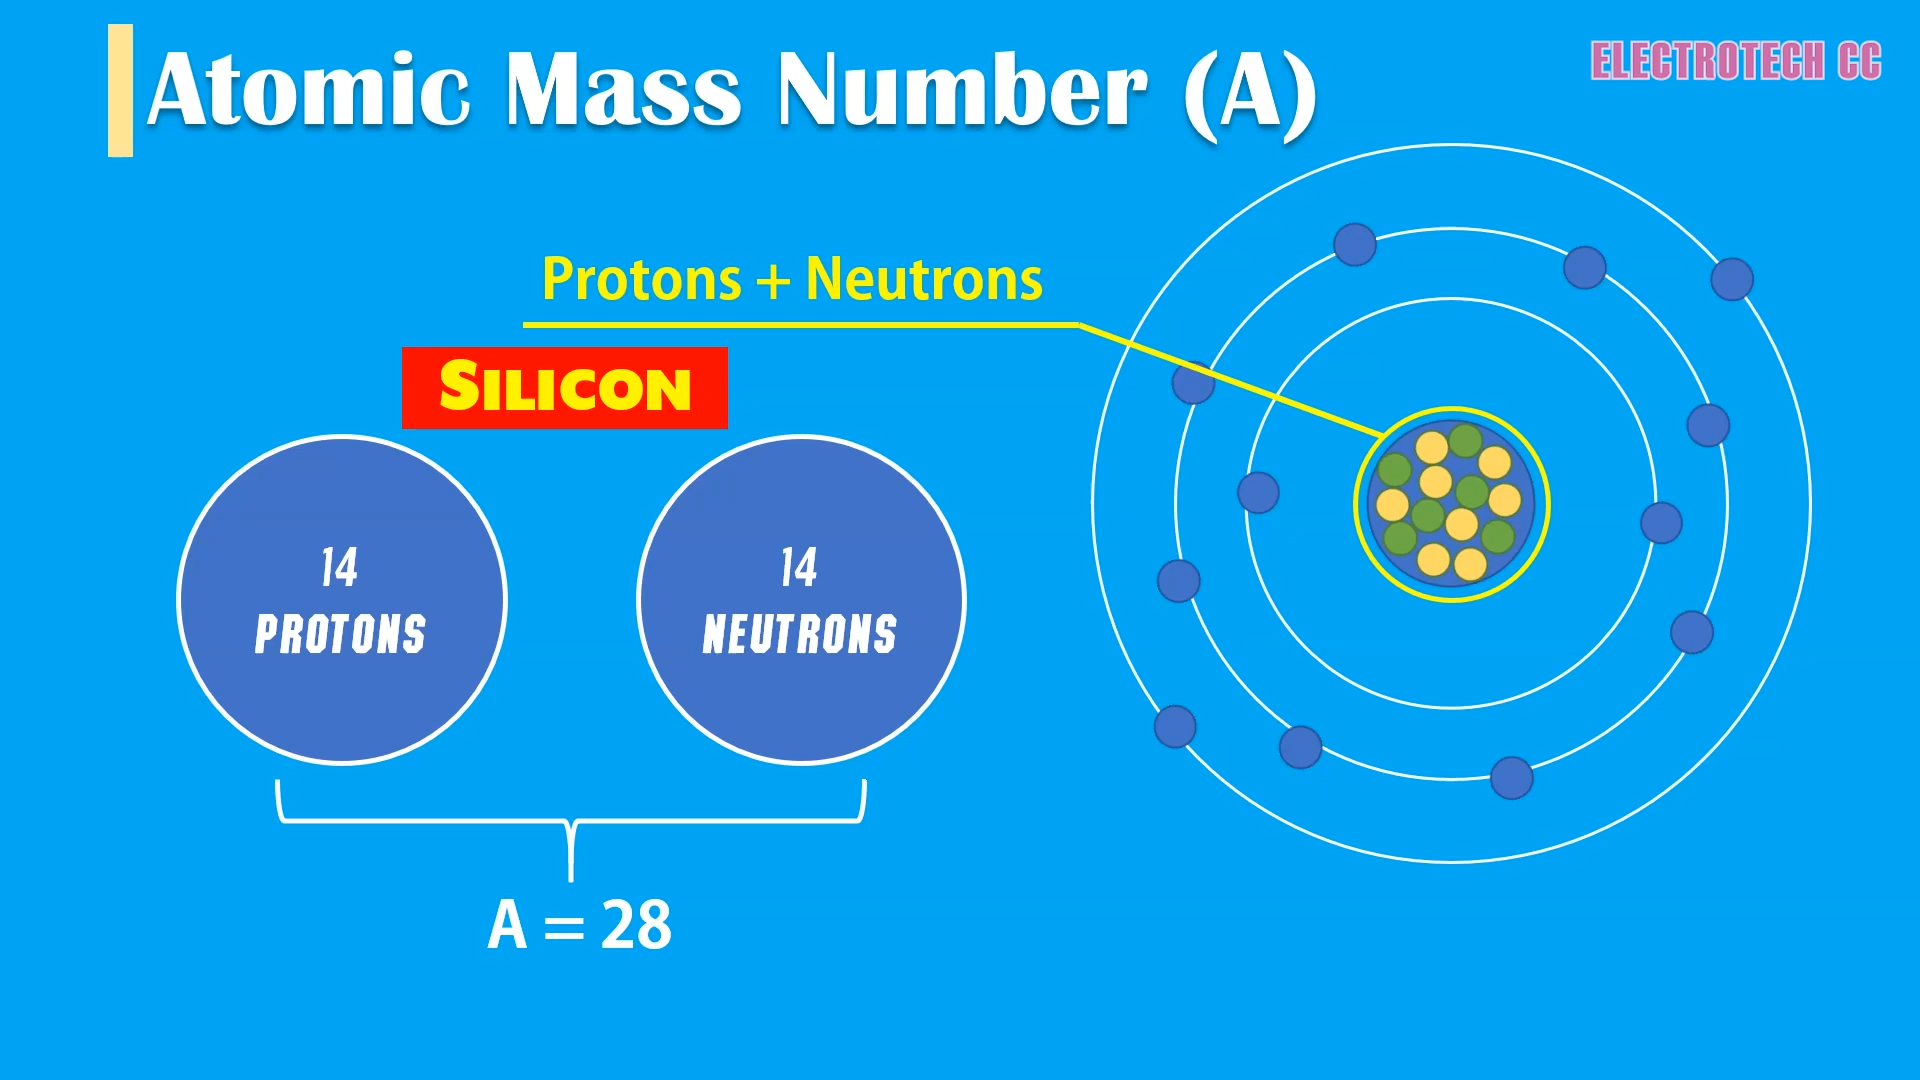 Atomic Mass Number (A)
ELECTROTECH CC
Protons + Neutrons
SILICON
14
PROTONS
14
NEUTRONS
A = 28